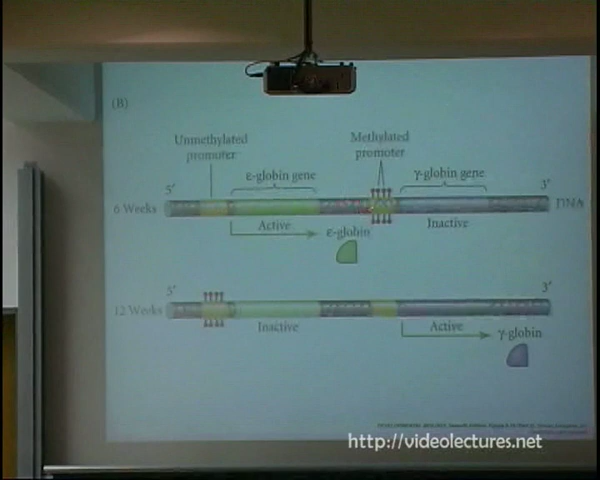 (B)
Unmethylated
promoter
Methylated
promoter
ε-globin gene
γ-globin gene
5′
3′
6 Weeks
DNA
Active
ε-globin
Inactive
5′
3′
12 Weeks
Inactive
Active
γ-globin
http://videolectures.net